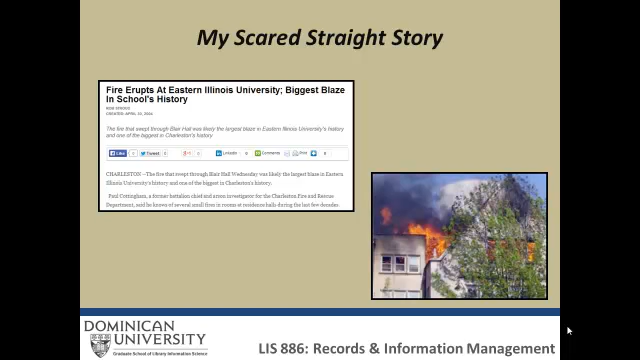 My Scared Straight Story
Fire Erupts At Eastern Illinois University; Biggest Blaze
In School's History
The fire that swept through Blair Hall was likely the largest blaze in Eastern Illinois University's history
and one of the biggest in Charleston's history.
Like
Tweet
LinkedIn
Comments
Print
CHARLESTON —The fire that swept through Blair Hall Wednesday was likely the largest blaze in Eastern
Illinois University's history and one of the biggest in Charleston's history.
Paul Cottingham, a former battalion chief and arson investigator for the Charleston Fire and Rescue
Department, said he knows of several small fires in rooms at residence halls during the last few decades.
DOMINICAN
UNIVERSITY
Graduate School of Library & Information Science
LIS 886: Records & Information Management